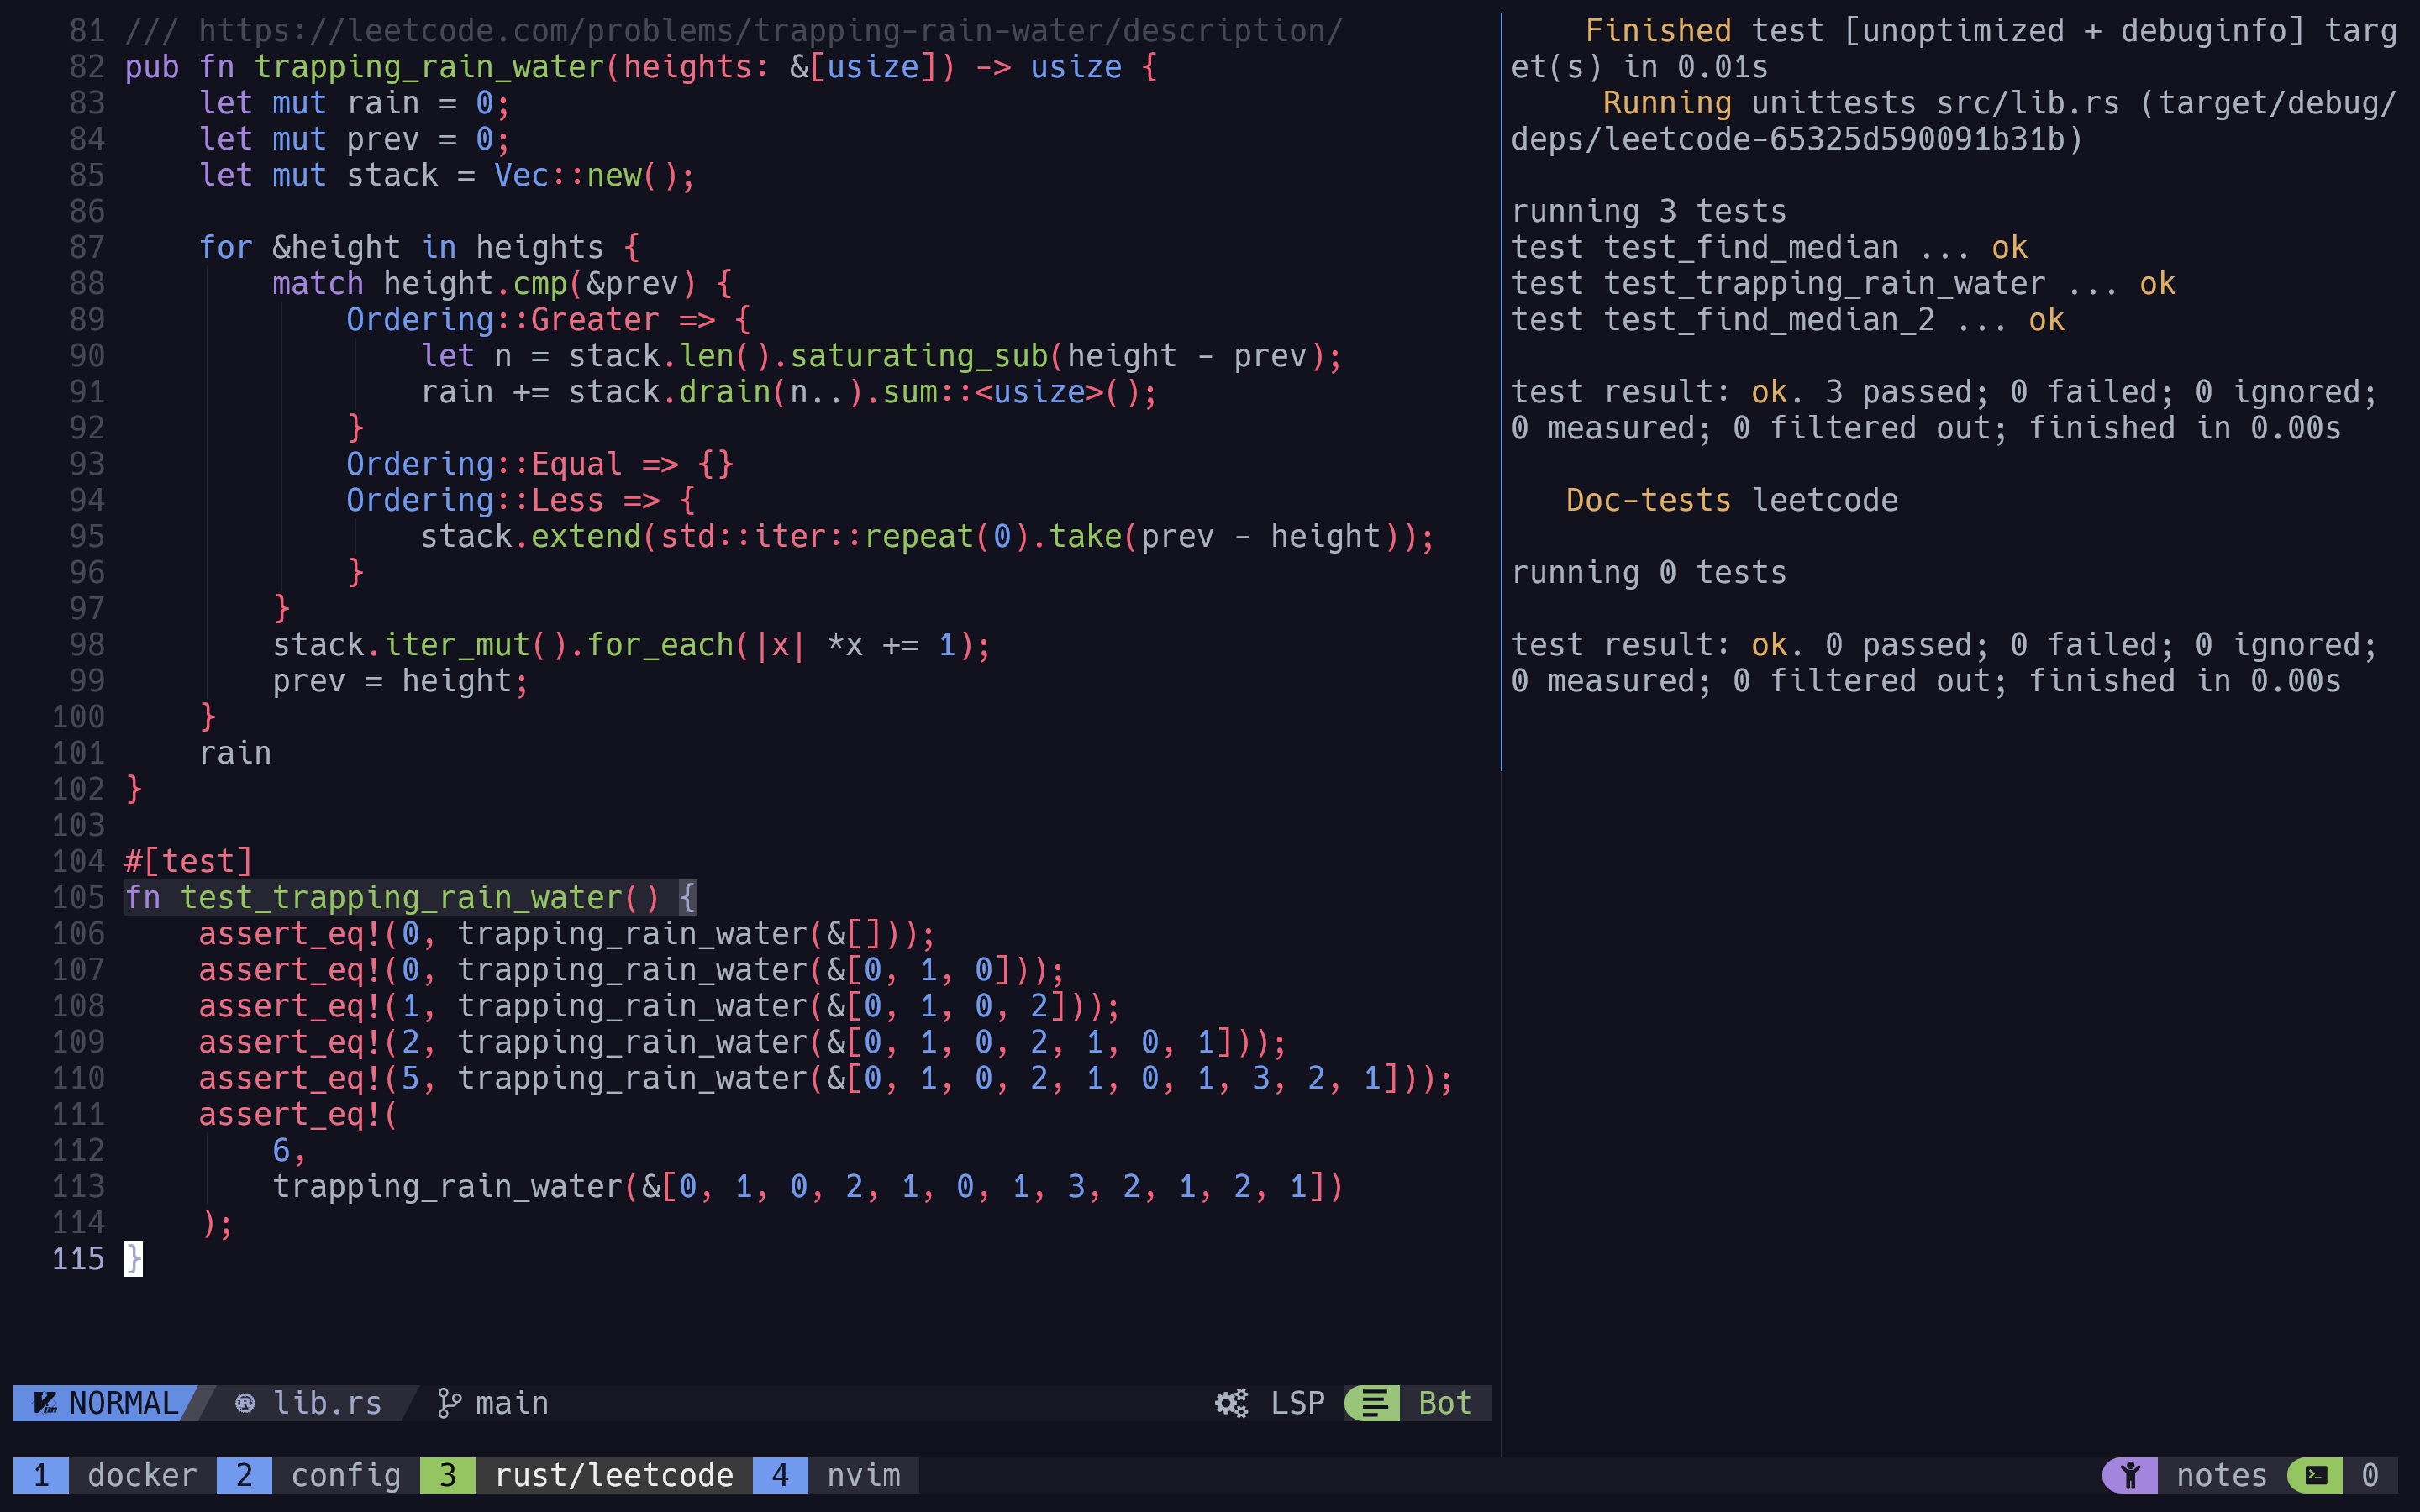 81 /// https://leetcode.com/problems/trapping-rain-water/description/
82 pub fn trapping_rain_water(heights: &[usize]) -> usize {
83     let mut rain = 0;
84     let mut prev = 0;
85     let mut stack = Vec::new();
86
87     for &height in heights {
88         match height.cmp(&prev) {
89             Ordering::Greater => {
90                 let n = stack.len().saturating_sub(height - prev);
91                 rain += stack.drain(n..).sum::<usize>();
92             }
93             Ordering::Equal => {}
94             Ordering::Less => {
95                 stack.extend(std::iter::repeat(0).take(prev - height));
96             }
97         }
98         stack.iter_mut().for_each(|x| *x += 1);
99         prev = height;
100     }
101     rain
102 }
103
104 #[test]
105 fn test_trapping_rain_water() {
106     assert_eq!(0, trapping_rain_water(&[]));
107     assert_eq!(0, trapping_rain_water(&[0, 1, 0]));
108     assert_eq!(1, trapping_rain_water(&[0, 1, 0, 2]));
109     assert_eq!(2, trapping_rain_water(&[0, 1, 0, 2, 1, 0, 1]));
110     assert_eq!(5, trapping_rain_water(&[0, 1, 0, 2, 1, 0, 1, 3, 2, 1]));
111     assert_eq!(
112         6,
113         trapping_rain_water(&[0, 1, 0, 2, 1, 0, 1, 3, 2, 1, 2, 1])
114     );
115 }
NORMAL lib.rs main LSP Bot
    Finished test [unoptimized + debuginfo] targ
et(s) in 0.01s
     Running unittests src/lib.rs (target/debug/
deps/leetcode-65325d590091b31b)

running 3 tests
test test_find_median ... ok
test test_trapping_rain_water ... ok
test test_find_median_2 ... ok

test result: ok. 3 passed; 0 failed; 0 ignored;
0 measured; 0 filtered out; finished in 0.00s

   Doc-tests leetcode

running 0 tests

test result: ok. 0 passed; 0 failed; 0 ignored;
0 measured; 0 filtered out; finished in 0.00s
1 docker 2 config 3 rust/leetcode 4 nvim notes 0